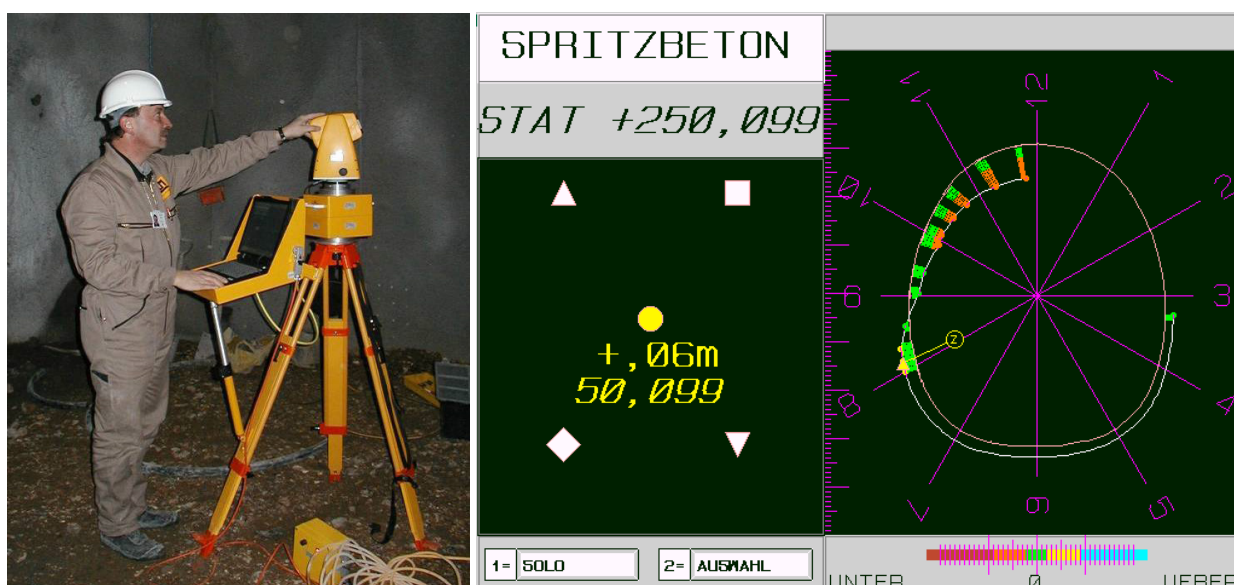 SPRITZBETON
STAT +250,099
+,06m
50,099
1= SOLO
2= AUSWAHL
12
1
2
3
4
5
6
7
8
9
10
11
Z
UNTER 0 UEBER